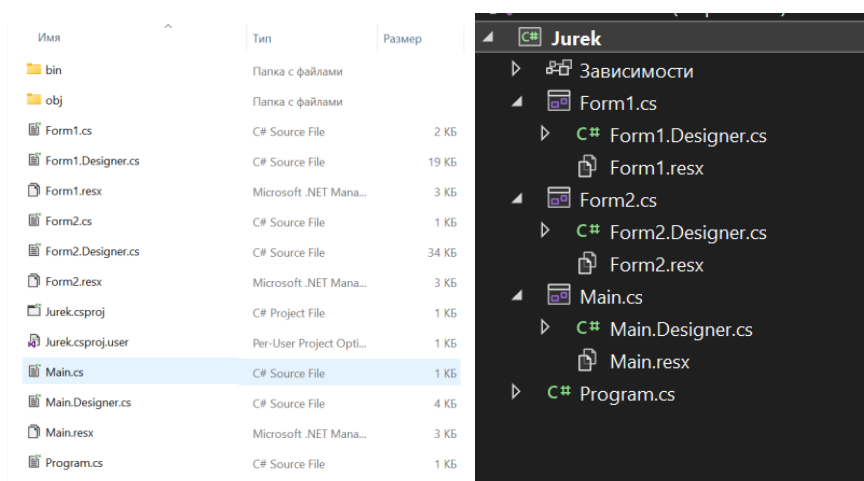 Имя Тип Размер
bin Папка с файлами
obj Папка с файлами
Form1.cs C# Source File 2 КБ
Form1.Designer.cs C# Source File 19 КБ
Form1.resx Microsoft .NET Mana... 3 КБ
Form2.cs C# Source File 1 КБ
Form2.Designer.cs C# Source File 34 КБ
Form2.resx Microsoft .NET Mana... 3 КБ
Jurek.csproj C# Project File 1 КБ
Jurek.csproj.user Per-User Project Opti... 1 КБ
Main.cs C# Source File 1 КБ
Main.Designer.cs C# Source File 4 КБ
Main.resx Microsoft .NET Mana... 3 КБ
Program.cs C# Source File 1 КБ
C# Jurek
Зависимости
Form1.cs
C# Form1.Designer.cs
Form1.resx
Form2.cs
C# Form2.Designer.cs
Form2.resx
Main.cs
C# Main.Designer.cs
Main.resx
C# Program.cs